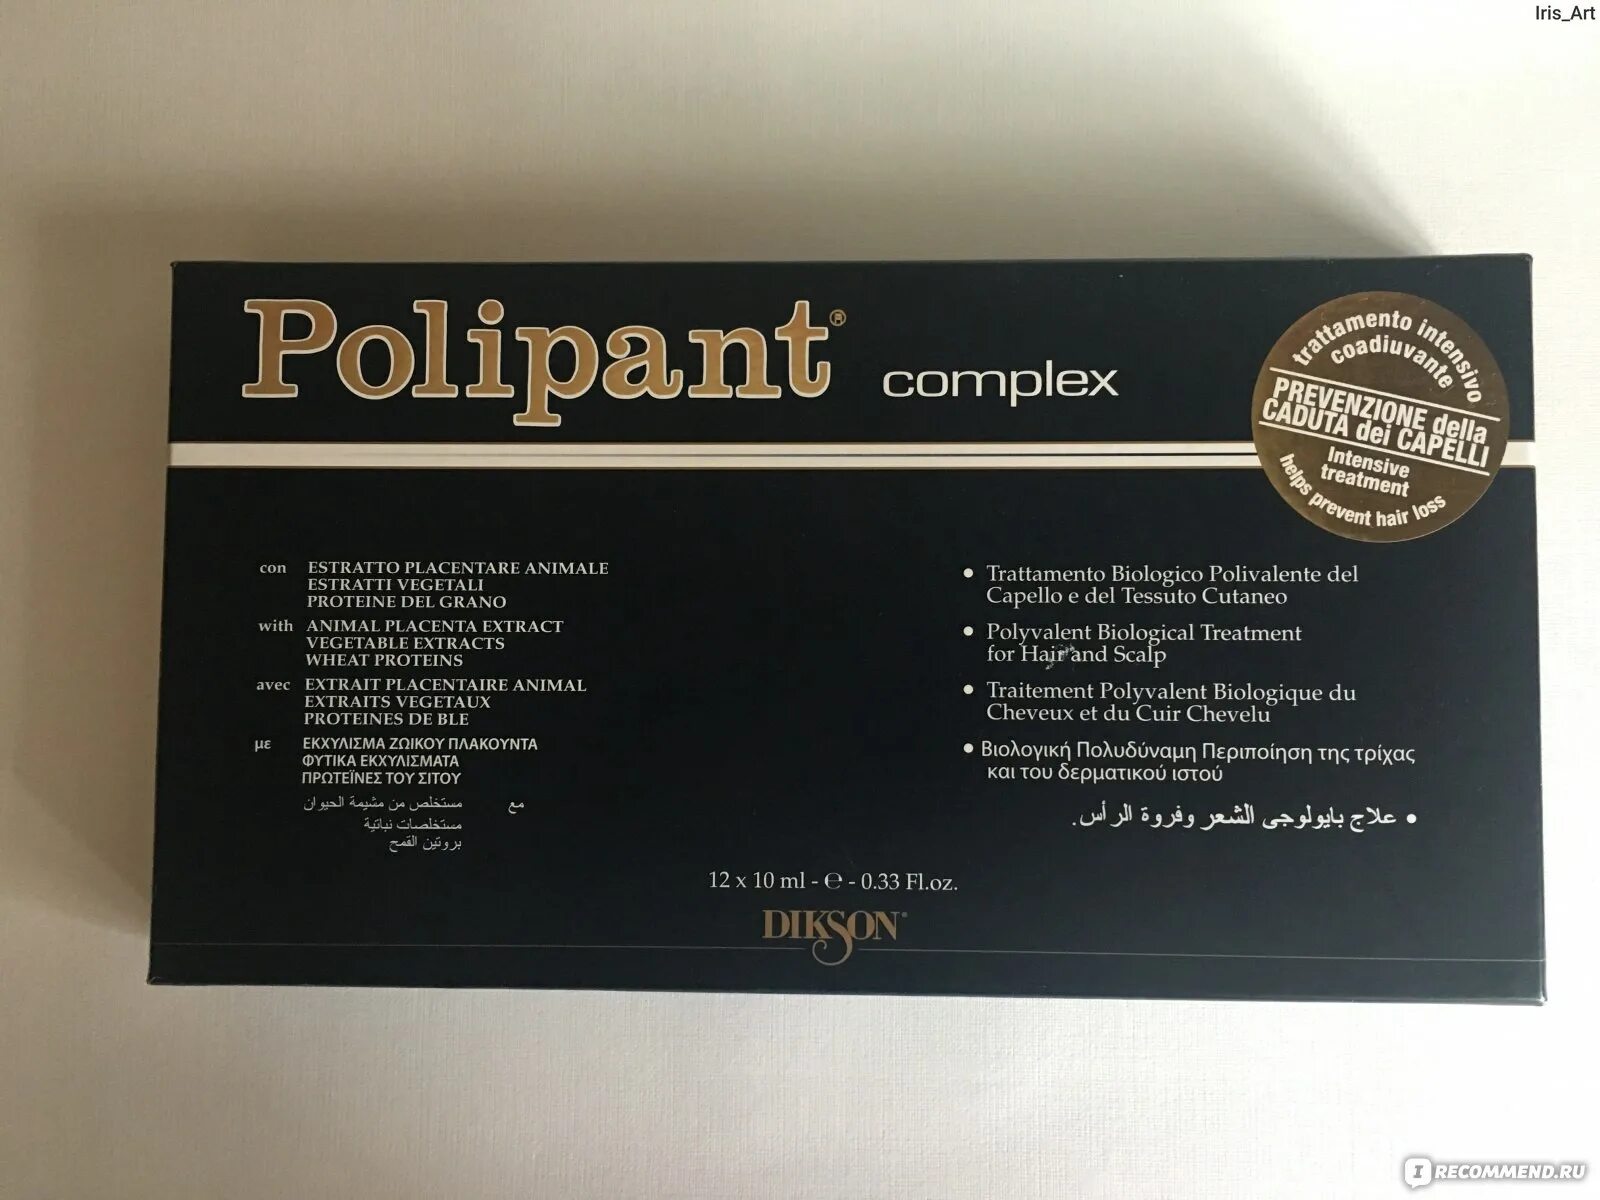 Iris_Art
Polipant®
complex
trattamento intensivo
coadiuvante
PREVENZIONE della
CADUTA dei CAPELLI
Intensive
treatment
helps prevent hair loss
con ESTRATTO PLACENTARE ANIMALE
ESTRATTI VEGETALI
PROTEINE DEL GRANO
with ANIMAL PLACENTA EXTRACT
VEGETABLE EXTRACTS
WHEAT PROTEINS
avec EXTRAIT PLACENTAIRE ANIMAL
EXTRAITS VEGETAUX
PROTEINES DE BLE
με ΕΚΧΥΛΙΣΜΑ ΖΩΙΚΟΥ ΠΛΑΚΟΥΝΤΑ
ΦΥΤΙΚΑ ΕΚΧΥΛΙΣΜΑΤΑ
ΠΡΩΤΕΪΝΕΣ ΤΟΥ ΣΙΤΟΥ
مع مستخلص من مشيمة الحيوان
مستخلصات نباتية
بروتين القمح
• Trattamento Biologico Polivalente del
Capello e del Tessuto Cutaneo
• Polyvalent Biological Treatment
for Hair and Scalp
• Traitement Polyvalent Biologique du
Cheveux et du Cuir Chevelu
• Βιολογική Πολυδύναμη Περιποίηση της τρίχας
και του δερματικού ιστού
• علاج بايولوجى الشعر وفروة الرأس.
12 x 10 ml - ℮ - 0.33 Fl.oz.
DIKSON®
IRECOMMEND.RU